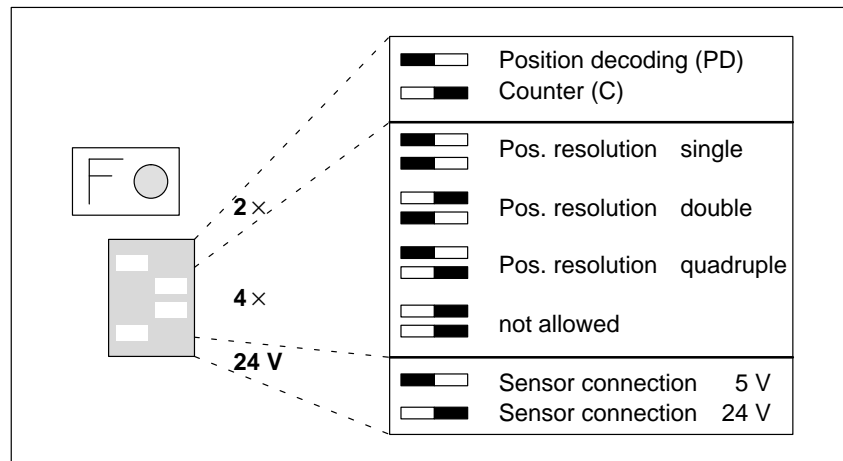 Position decoding (PD)
Counter (C)
Pos. resolution single
F
2 ×
Pos. resolution double
Pos. resolution quadruple
4 ×
not allowed
24 V
Sensor connection 5 V
Sensor connection 24 V